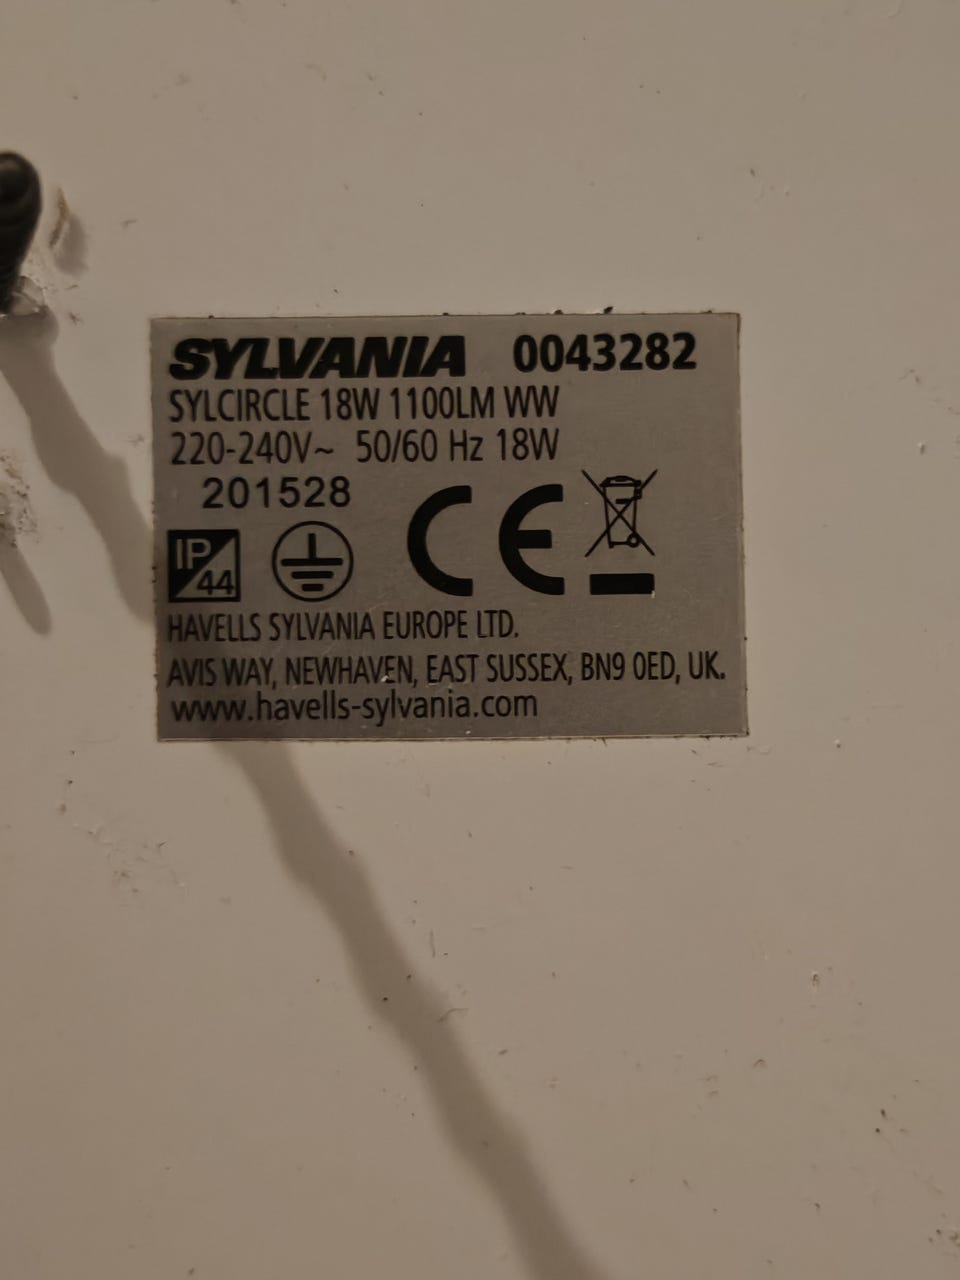 SYLVANIA 0043282
SYLCIRCLE 18W 1100LM WW
220-240V~ 50/60 Hz 18W
201528
IP
44
CE
HAVELLS SYLVANIA EUROPE LTD.
AVIS WAY, NEWHAVEN, EAST SUSSEX, BN9 0ED, UK.
www.havells-sylvania.com